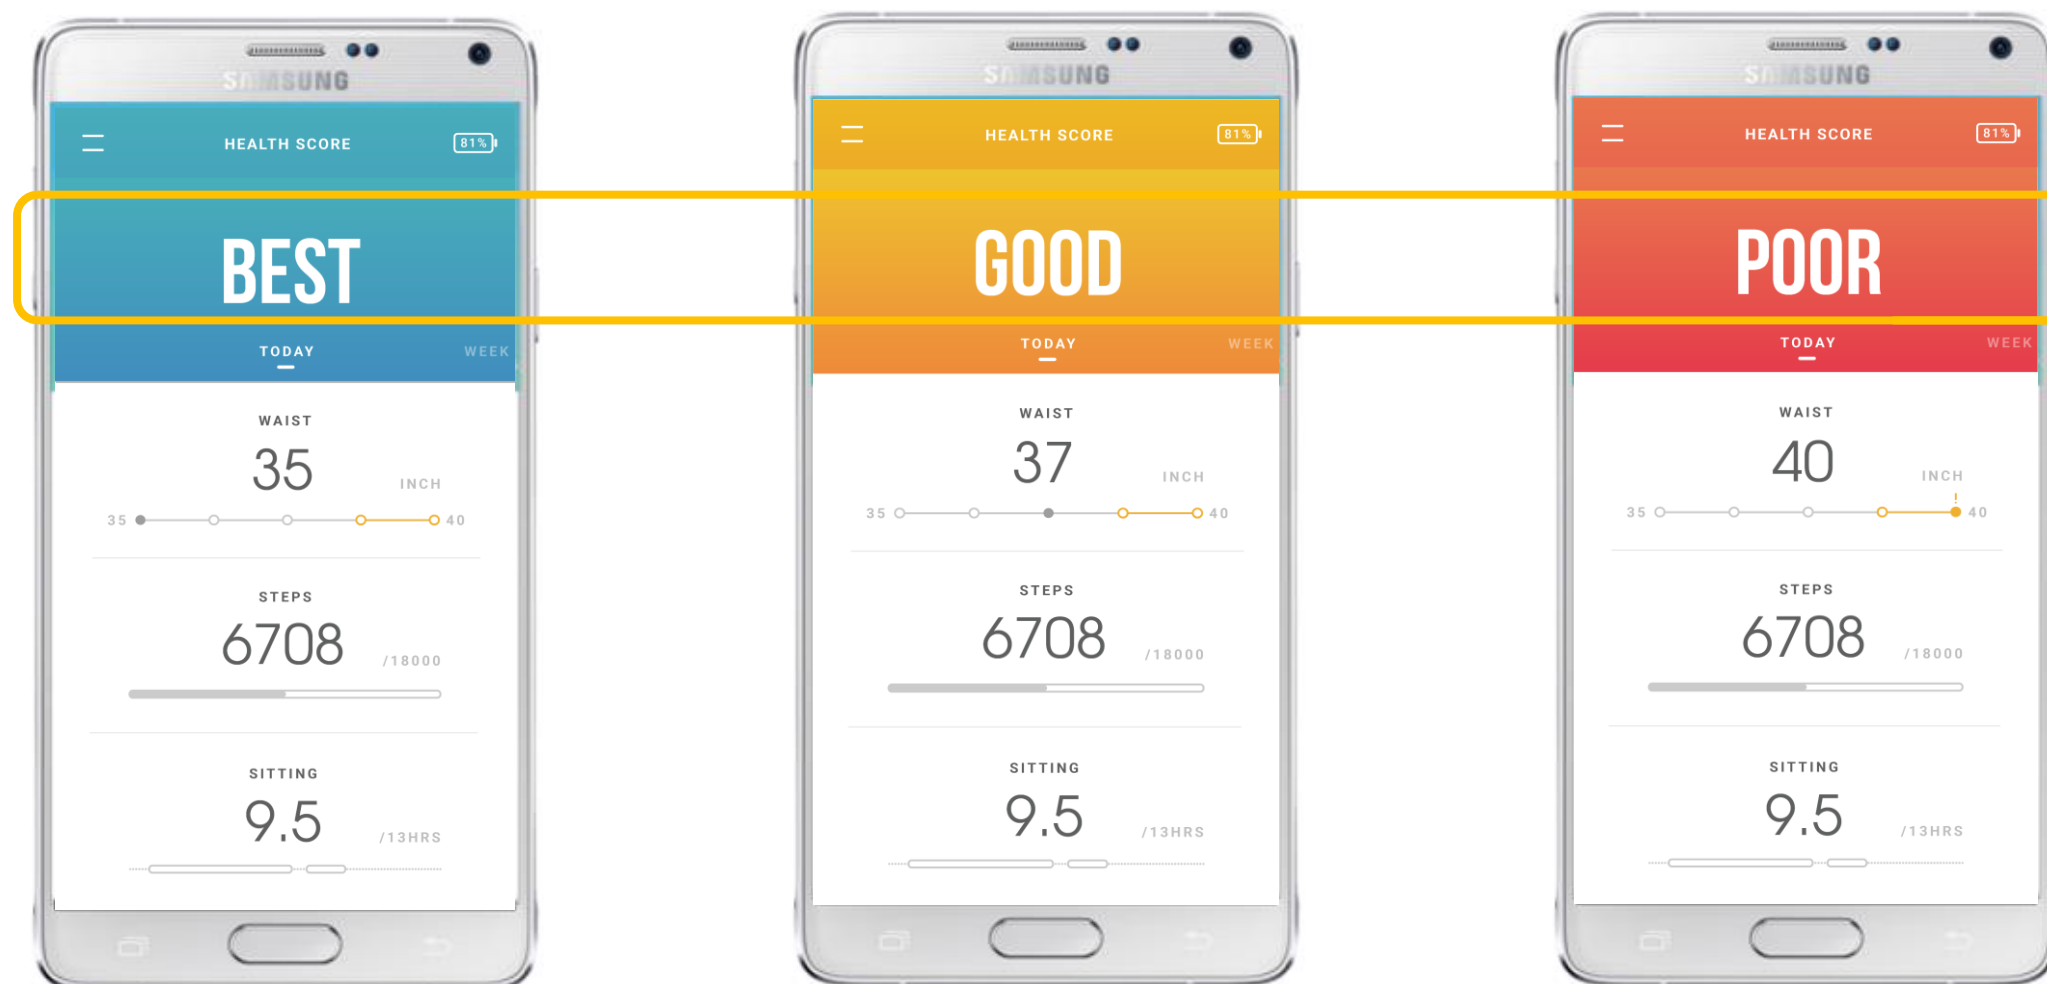 SAMSUNG
HEALTH SCORE
81%
BEST
TODAY
WEEK
WAIST
35
INCH
35
40
STEPS
6708
/18000
SITTING
9.5
/13HRS
SAMSUNG
HEALTH SCORE
81%
GOOD
TODAY
WEEK
WAIST
37
INCH
35
40
STEPS
6708
/18000
SITTING
9.5
/13HRS
SAMSUNG
HEALTH SCORE
81%
POOR
TODAY
WEEK
WAIST
40
INCH
35
40
STEPS
6708
/18000
SITTING
9.5
/13HRS